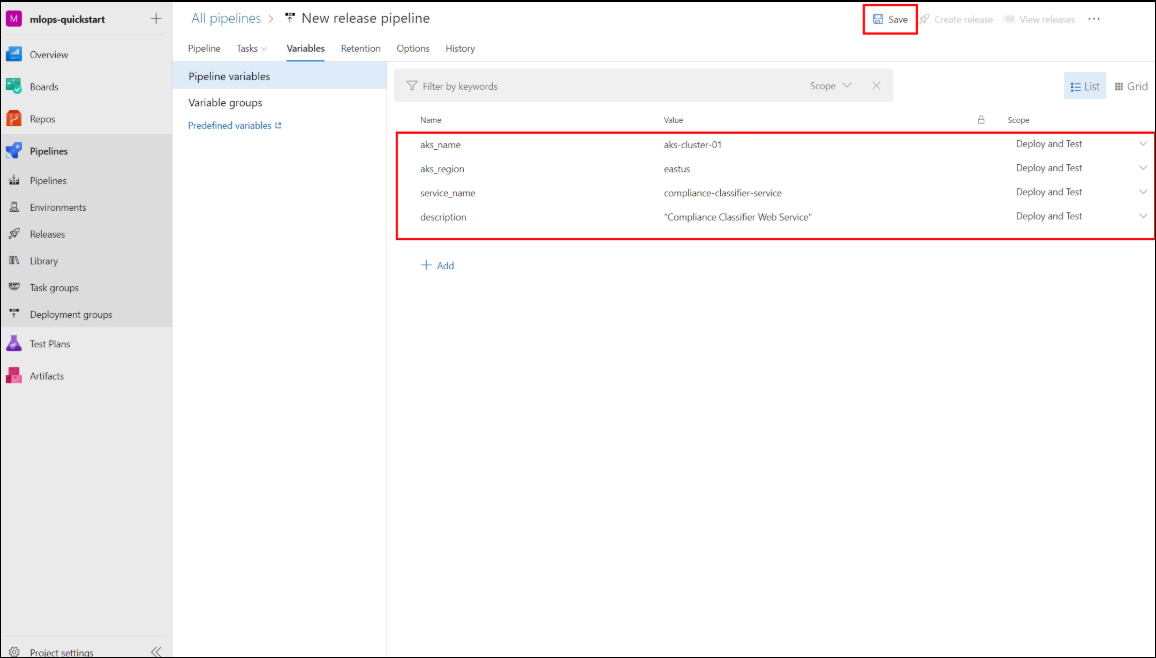 M mlops-quickstart
Overview
Boards
Repos
Pipelines
Pipelines
Environments
Releases
Library
Task groups
Deployment groups
Test Plans
Artifacts
Project settings
All pipelines > New release pipeline
Save Create release View releases ...
Pipeline Tasks Variables Retention Options History
Pipeline variables
Variable groups
Predefined variables
Filter by keywords Scope
List Grid
Name Value Scope
aks_name aks-cluster-01 Deploy and Test
aks_region eastus Deploy and Test
service_name compliance-classifier-service Deploy and Test
description "Compliance Classifier Web Service" Deploy and Test
+ Add